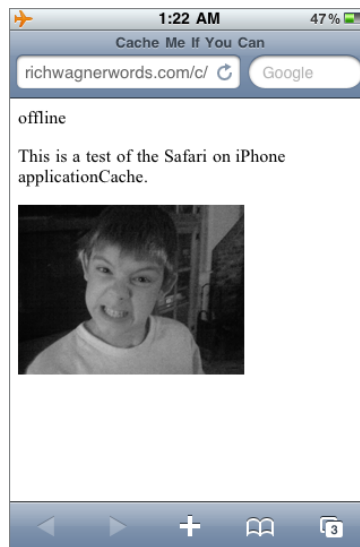 1:22 AM 47%
Cache Me If You Can
richwagnerwords.com/c/ Google
offline
This is a test of the Safari on iPhone
applicationCache.
3